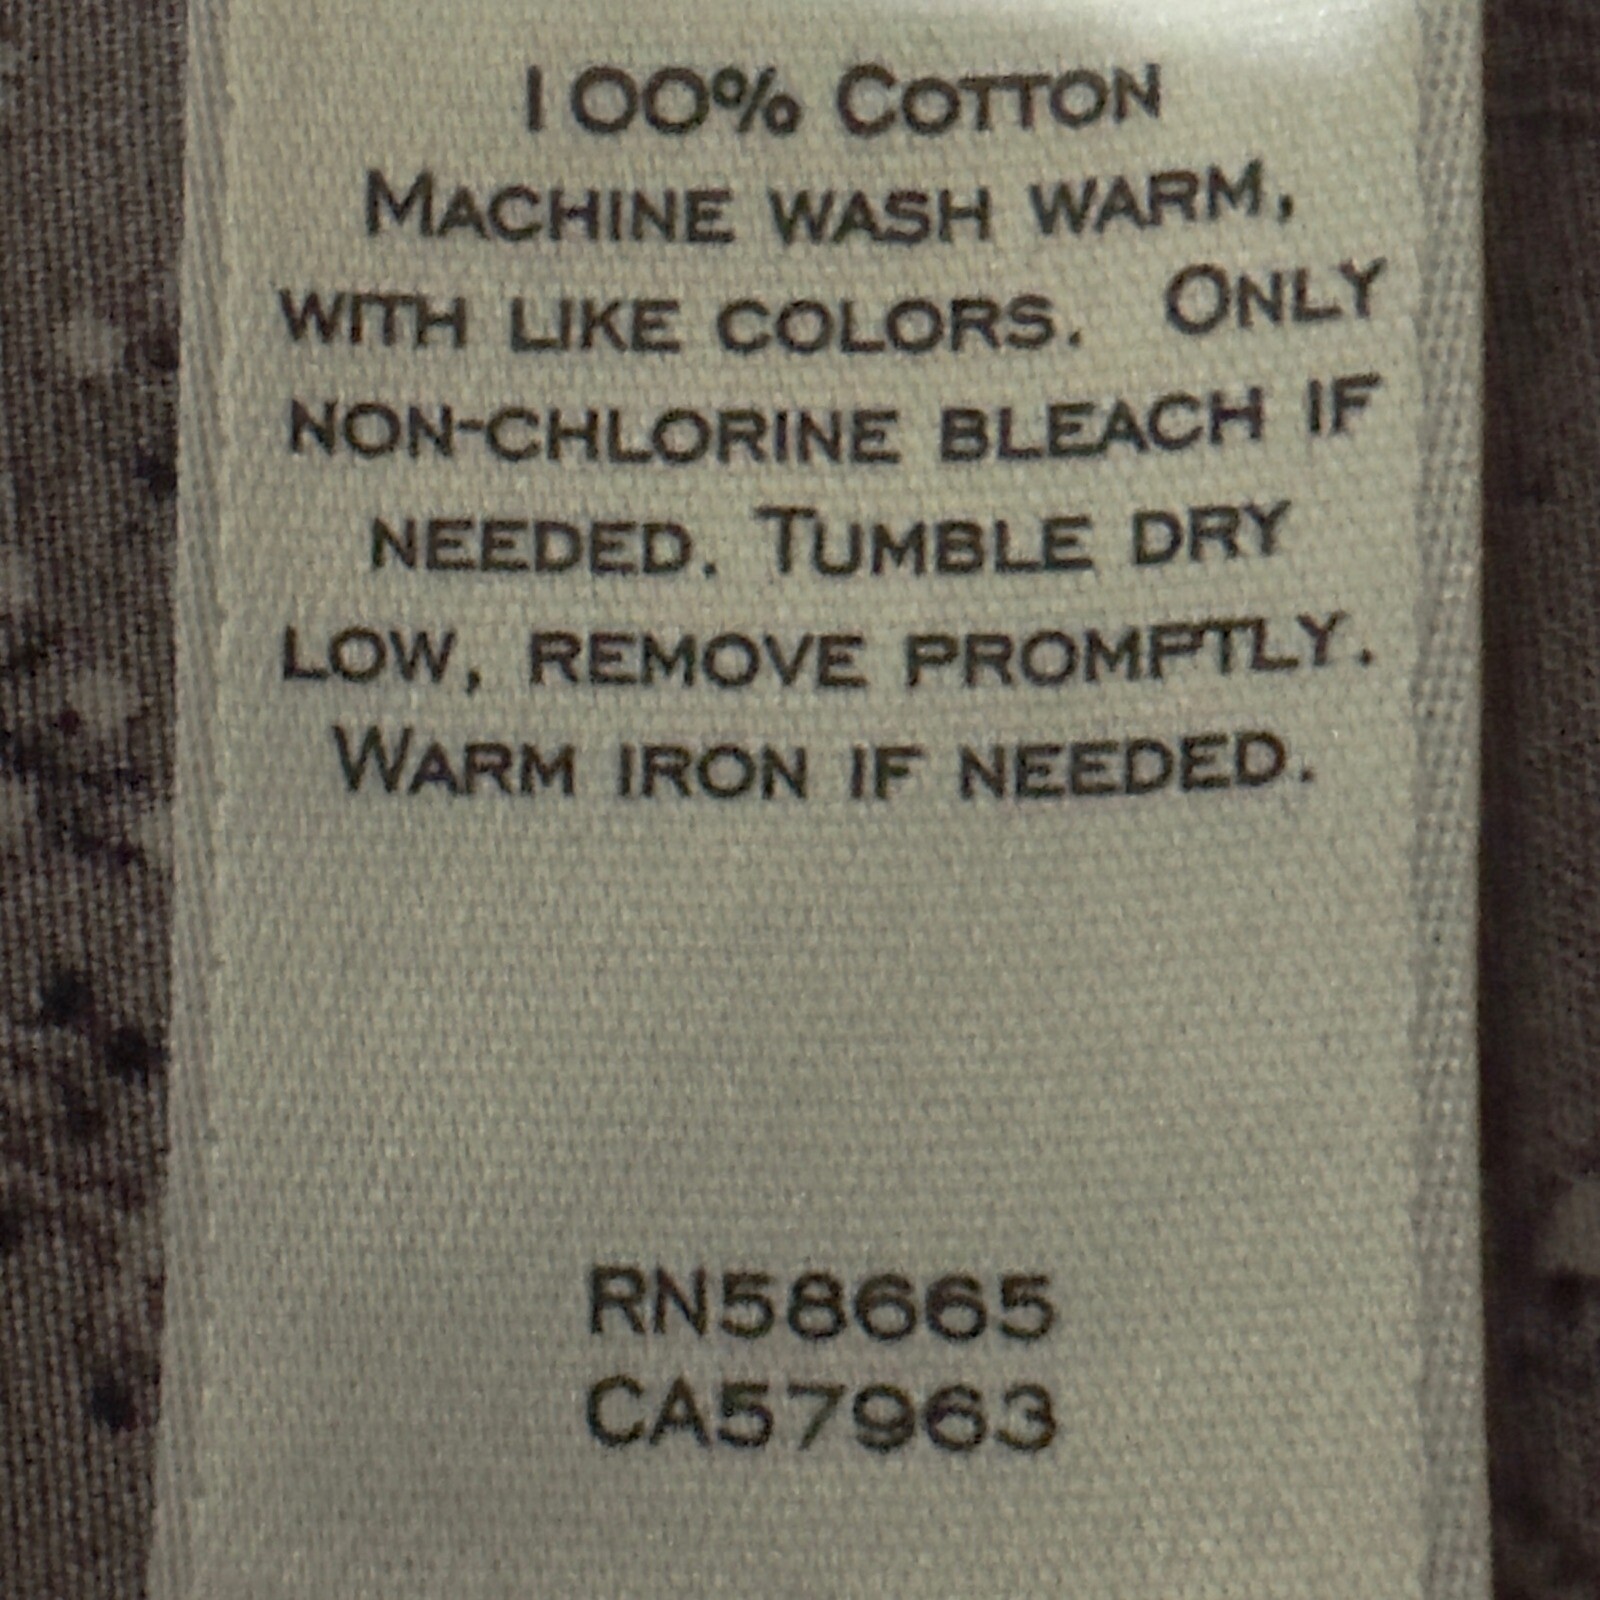 100% COTTON
MACHINE WASH WARM,
WITH LIKE COLORS. ONLY
NON-CHLORINE BLEACH IF
NEEDED. TUMBLE DRY
LOW, REMOVE PROMPTLY.
WARM IRON IF NEEDED.
RN58665
CA57963